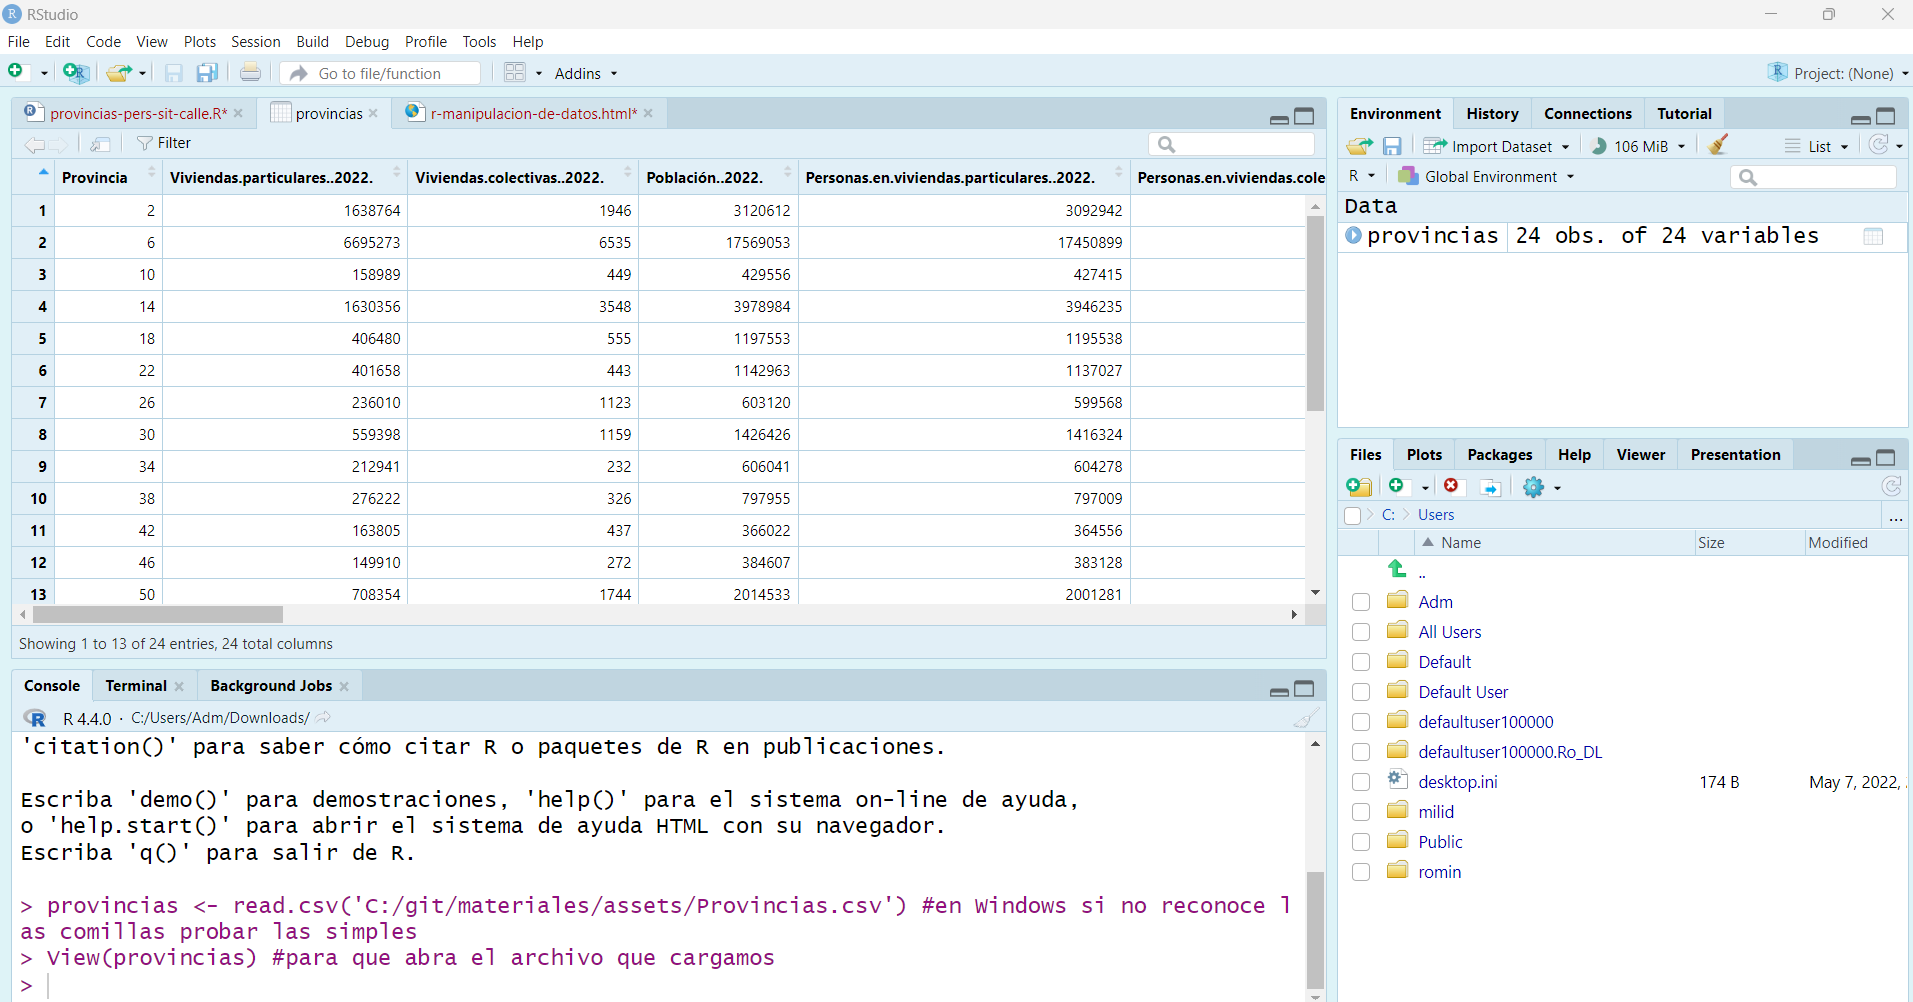 RStudio
File Edit Code View Plots Session Build Debug Profile Tools Help
Go to file/function Addins Project: (None)
provincias-pers-sit-calle.R* provincias r-manipulacion-de-datos.html*
Filter
Provincia Viviendas.particulares..2022. Viviendas.colectivas..2022. Población..2022. Personas.en.viviendas.particulares..2022. Personas.en.viviendas.cole
1 2 1638764 1946 3120612 3092942
2 6 6695273 6535 17569053 17450899
3 10 158989 449 429556 427415
4 14 1630356 3548 3978984 3946235
5 18 406480 555 1197553 1195538
6 22 401658 443 1142963 1137027
7 26 236010 1123 603120 599568
8 30 559398 1159 1426426 1416324
9 34 212941 232 606041 604278
10 38 276222 326 797955 797009
11 42 163805 437 366022 364556
12 46 149910 272 384607 383128
13 50 708354 1744 2014533 2001281
Showing 1 to 13 of 24 entries, 24 total columns
Console Terminal Background Jobs
R 4.4.0 · C:/Users/Adm/Downloads/
'citation()' para saber cómo citar R o paquetes de R en publicaciones.
Escriba 'demo()' para demostraciones, 'help()' para el sistema on-line de ayuda,
o 'help.start()' para abrir el sistema de ayuda HTML con su navegador.
Escriba 'q()' para salir de R.
> provincias <- read.csv('C:/git/materiales/assets/Provincias.csv') #en Windows si no reconoce l
as comillas probar las simples
> View(provincias) #para que abra el archivo que cargamos
>
Environment History Connections Tutorial
Import Dataset 106 MiB List
R Global Environment
Data
provincias 24 obs. of 24 variables
Files Plots Packages Help Viewer Presentation
C: Users ...
Name Size Modified
..
Adm
All Users
Default
Default User
defaultuser100000
defaultuser100000.Ro_DL
desktop.ini 174 B May 7, 2022,
milid
Public
romin